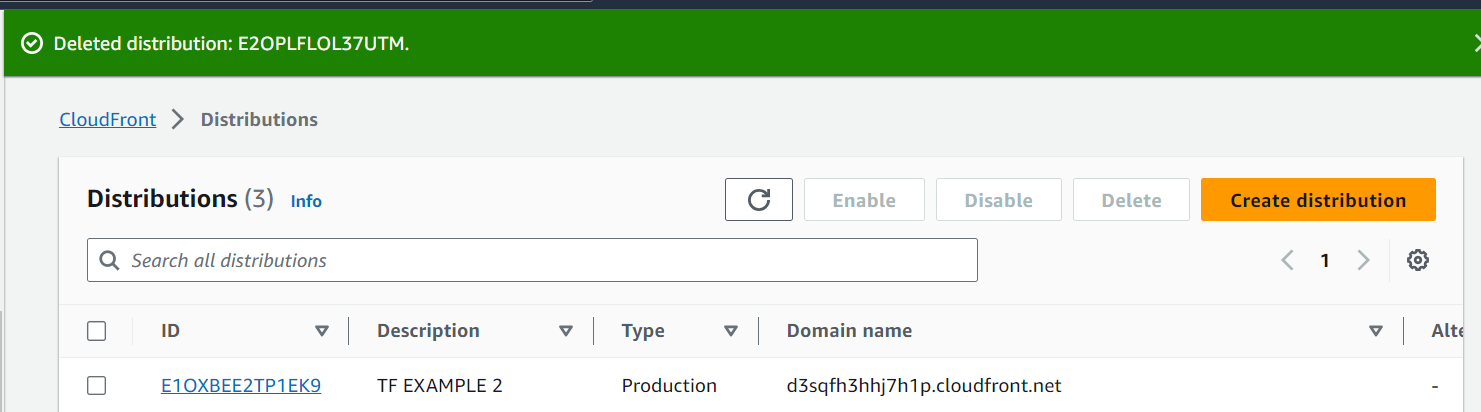 Deleted distribution: E2OPLFLOL37UTM.
CloudFront > Distributions
Distributions (3) Info
Enable
Disable
Delete
Create distribution
Search all distributions
1
ID Description Type Domain name Alte
E1OXBEE2TP1EK9 TF EXAMPLE 2 Production d3sqfh3hhj7h1p.cloudfront.net -